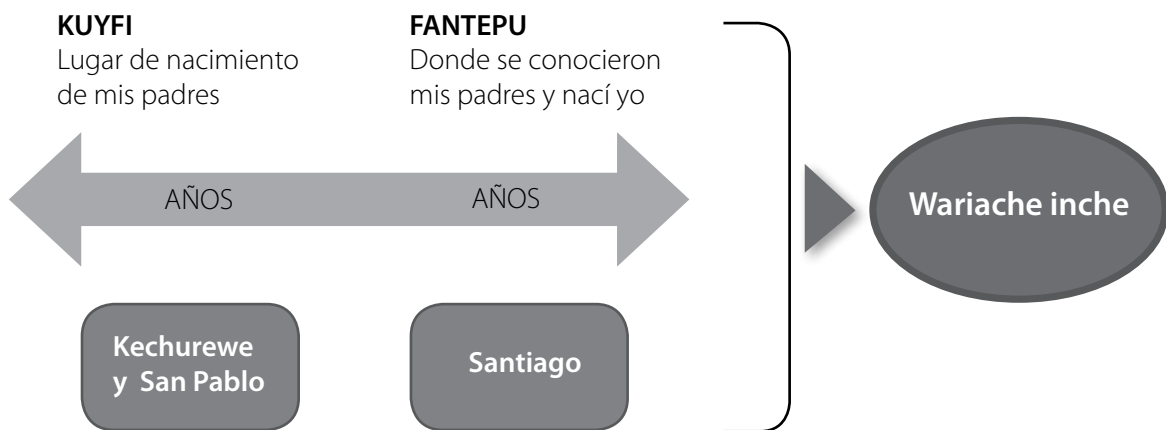 KUYFI
Lugar de nacimiento
de mis padres
FANTEPU
Donde se conocieron
mis padres y nací yo
AÑOS
AÑOS
Wariache inche
Kechurewe
y San Pablo
Santiago